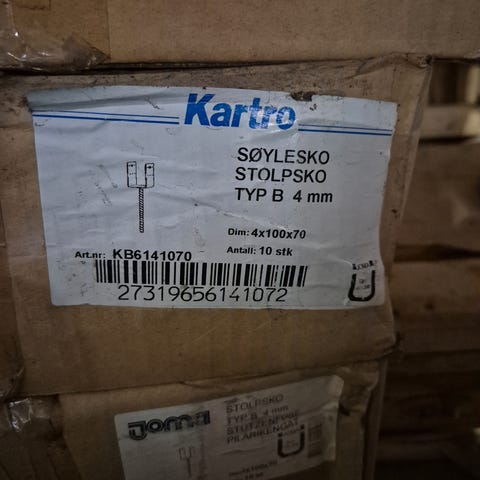 Kartro
SØYLESKO
STOLPSKO
TYP B 4 mm
Dim: 4x100x70
Art.nr: KB6141070
Antall: 10 stk
27319656141072
Joma
STOLPSKO
TYP B 4 mm
PILARIKENGÄT